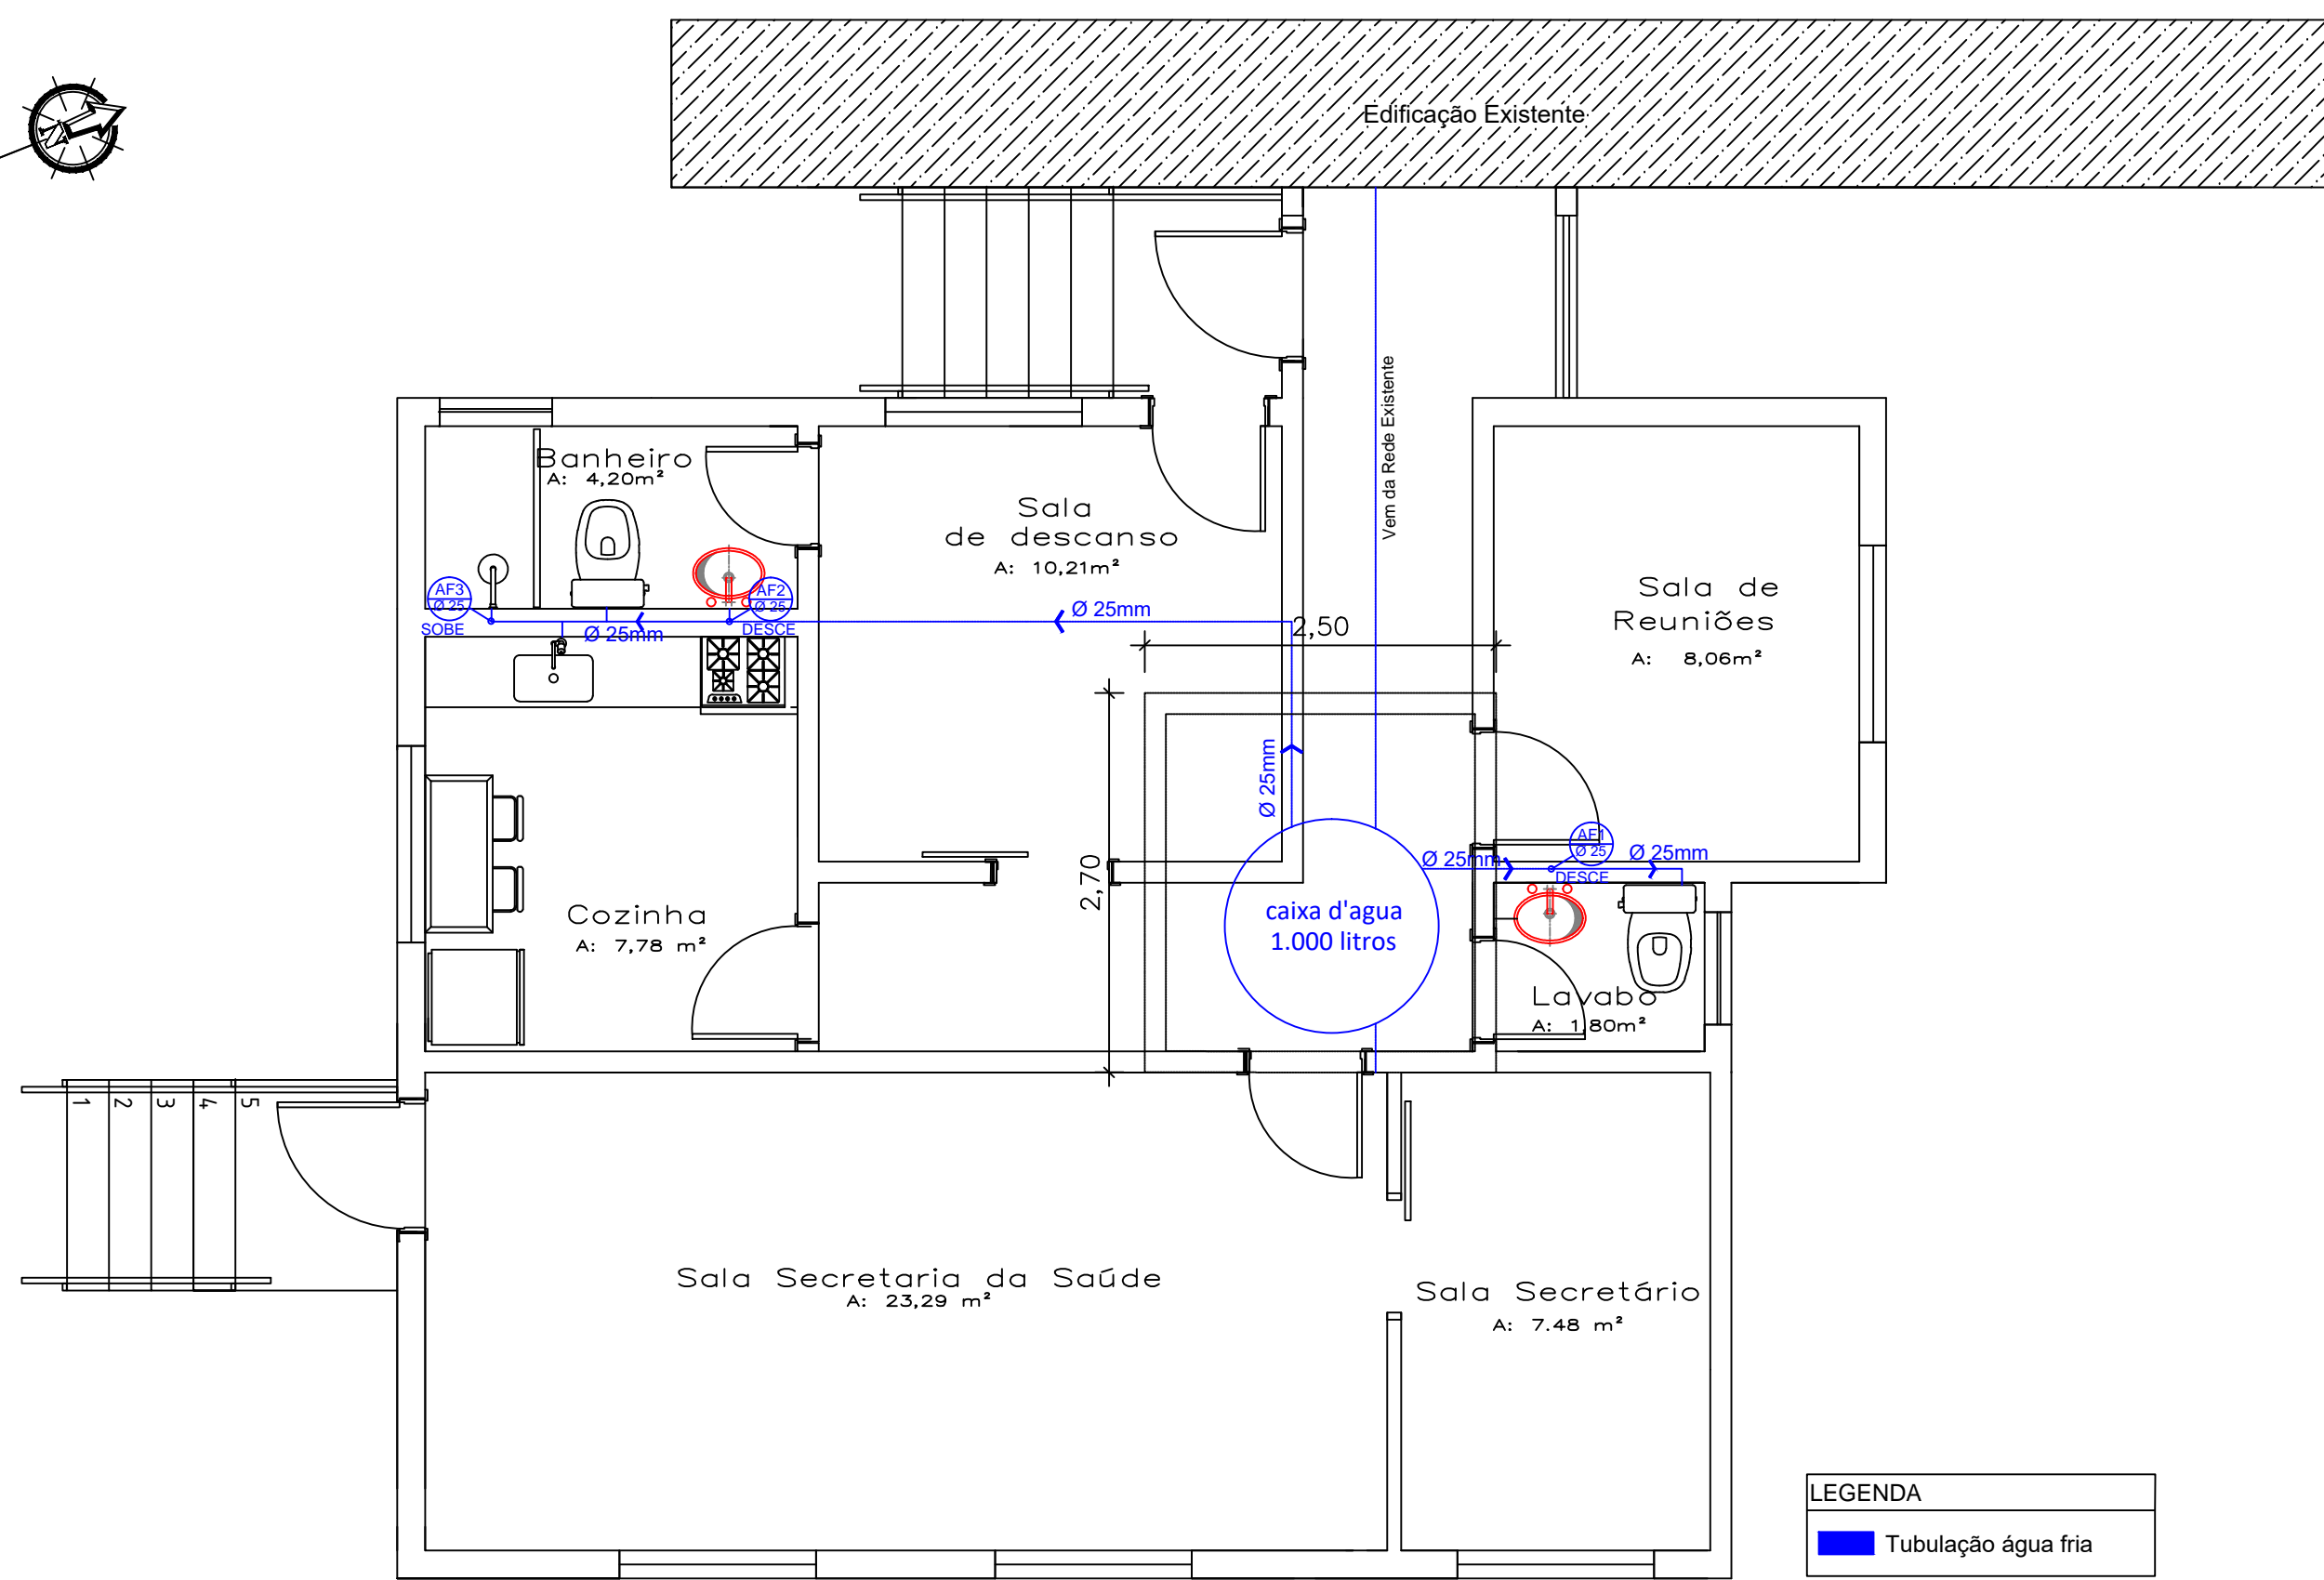 N
Edificação Existente
Vem da Rede Existente
Banheiro
A: 4,20m²
Sala
de descanso
A: 10,21m²
Sala de
Reuniões
A: 8,06m²
AF3
Ø 25
SOBE
AF2
Ø 25
DESCE
Ø 25mm
Ø 25mm
2,50
2,70
Ø 25mm
Ø 25mm
AF1
Ø 25
DESCE
Ø 25mm
caixa d'agua
1.000 litros
Cozinha
A: 7,78 m²
Lavabo
A: 1,80m²
1
2
3
4
5
Sala Secretaria da Saúde
A: 23,29 m²
Sala Secretário
A: 7.48 m²
LEGENDA
Tubulação água fria